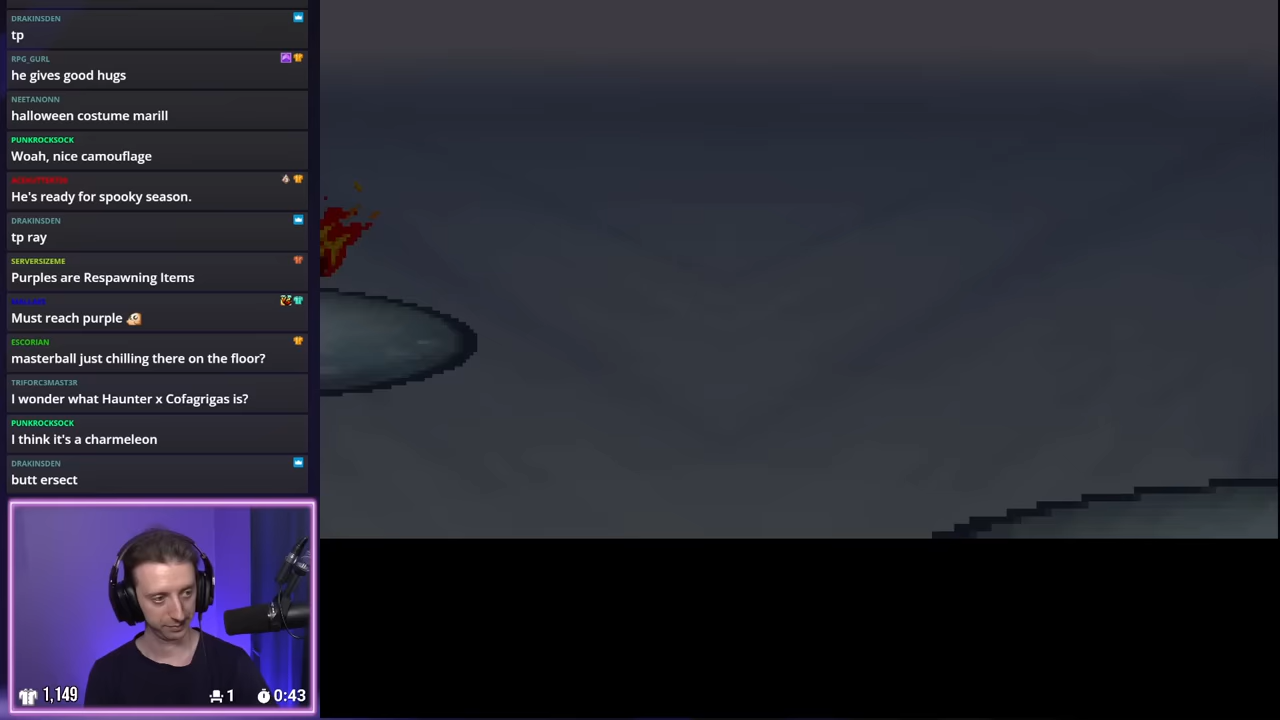 DRAKINSDEN
tp
RPG_GURL
he gives good hugs
NEETANONN
halloween costume marill
PUNKROCKSOCK
Woah, nice camouflage
He's ready for spooky season.
DRAKINSDEN
tp ray
SERVERSIZEME
Purples are Respawning Items
Must reach purple
ESCORIAN
masterball just chilling there on the floor?
TRIFORC3MAST3R
I wonder what Haunter x Cofagrigas is?
PUNKROCKSOCK
I think it's a charmeleon
DRAKINSDEN
butt ersect
1,149
1
0:43